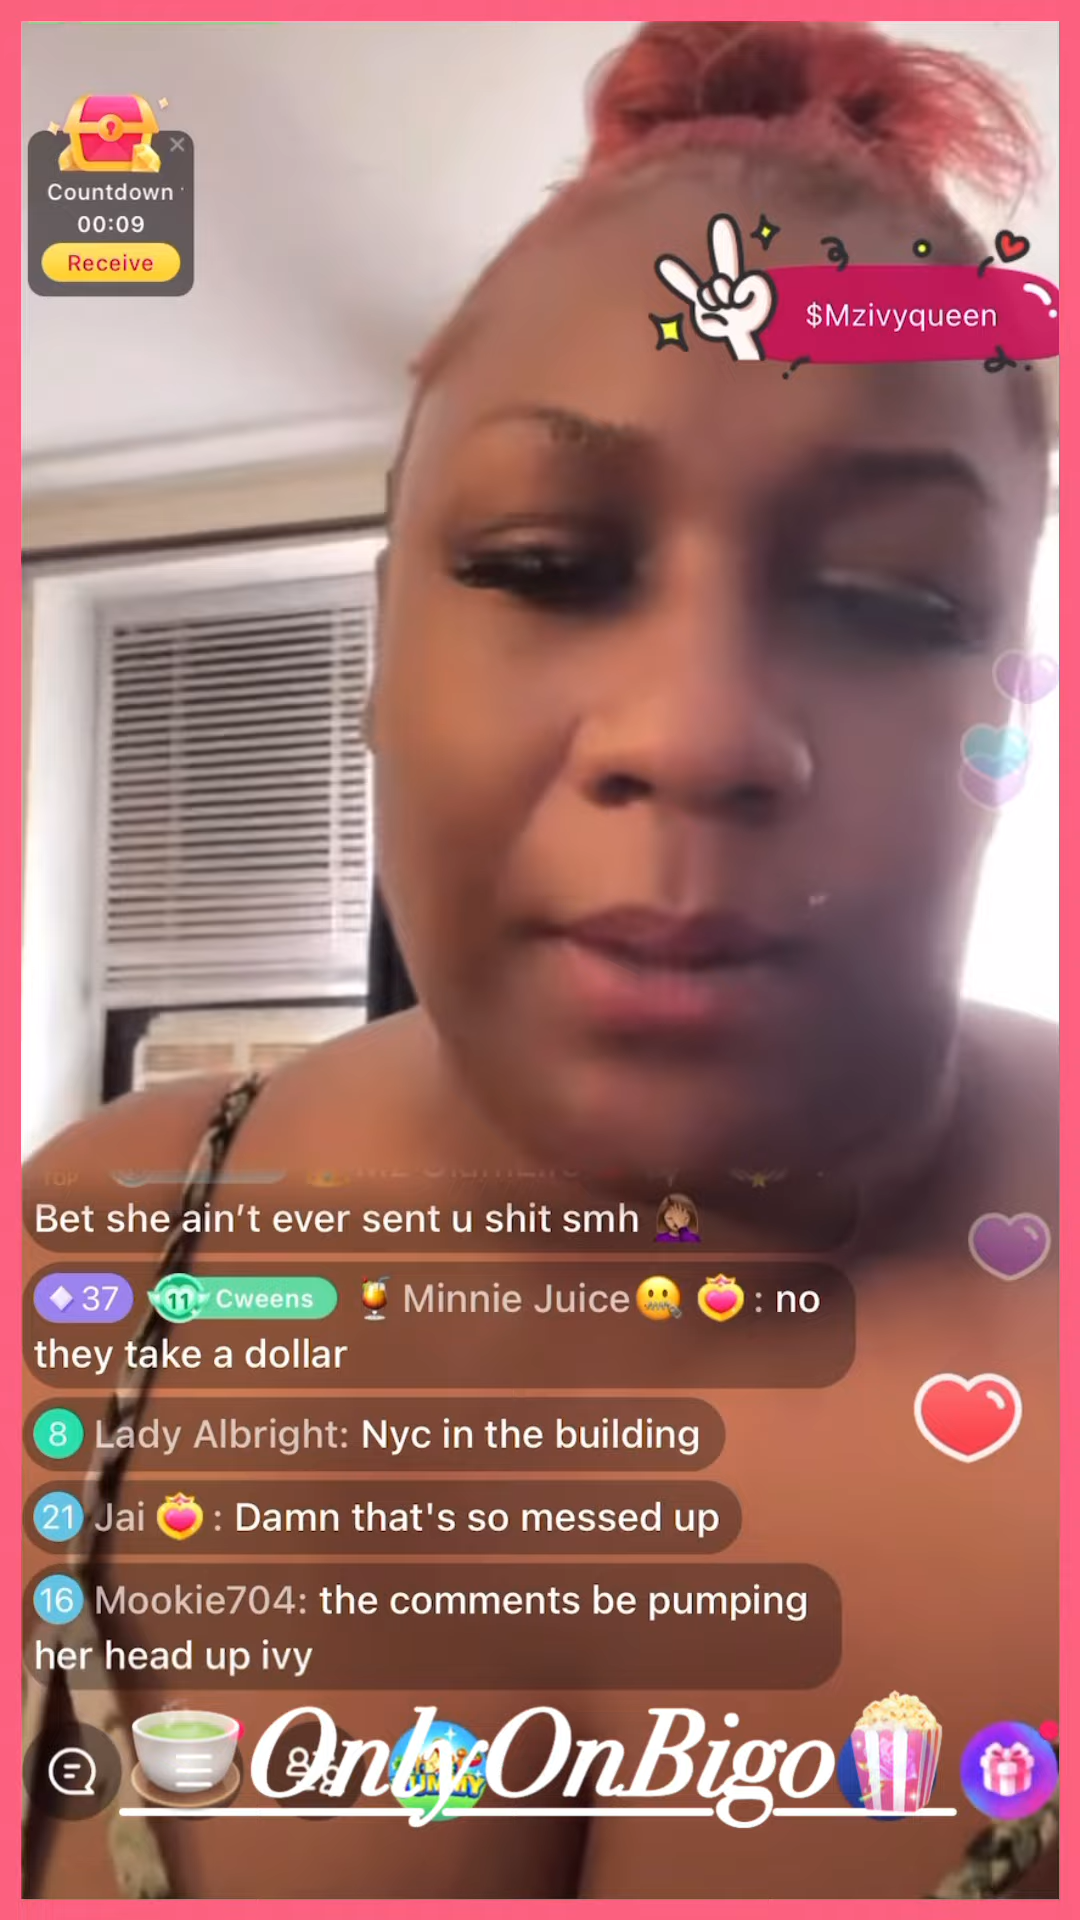 Countdown
00:09
Receive
$Mzivyqueen
TOP
Bet she ain't ever sent u shit smh 🤦🏽‍♀️
37 11 Cweens 🍹 Minnie Juice🤐 : no
they take a dollar
8 Lady Albright: Nyc in the building
21 Jai : Damn that's so messed up
16 Mookie704: the comments be pumping
her head up ivy
🍵OnlyOnBigo🍿